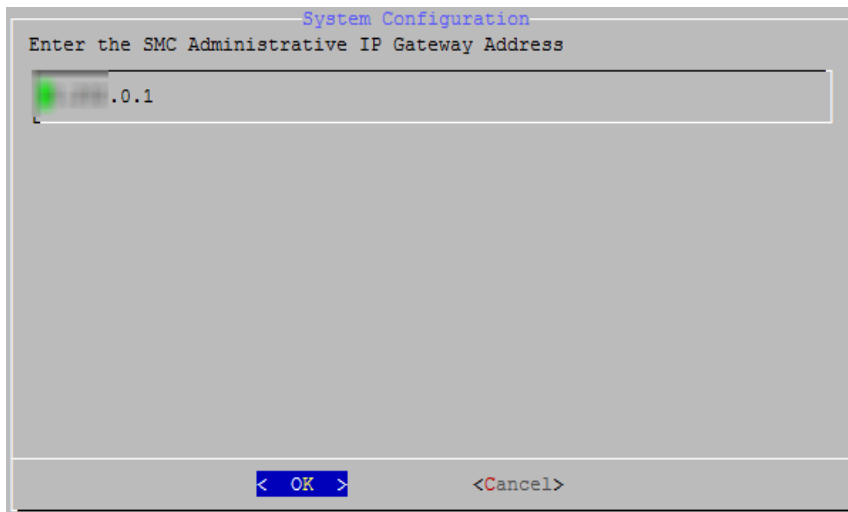 System Configuration
Enter the SMC Administrative IP Gateway Address
.0.1
< OK >
<Cancel>